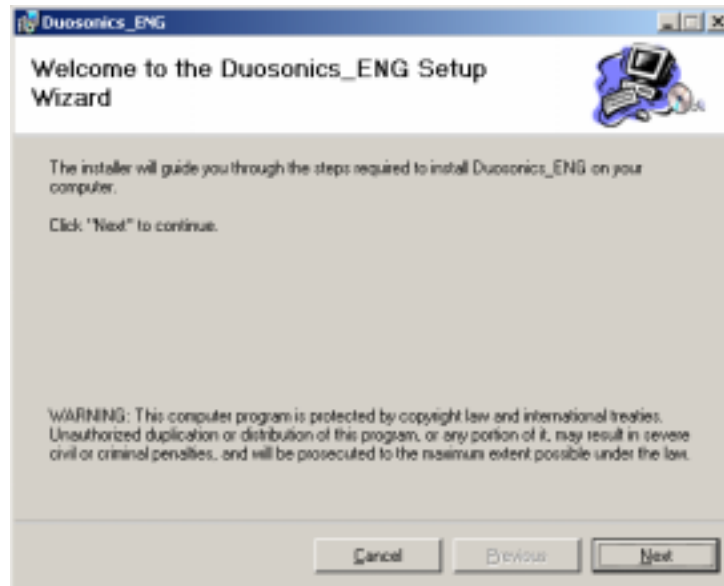 Duosonics_ENG
Welcome to the Duosonics_ENG Setup
Wizard
The installer will guide you through the steps required to install Duosonics_ENG on your
computer.
Click "Next" to continue.
WARNING: This computer program is protected by copyright law and international treaties.
Unauthorized duplication or distribution of this program, or any portion of it, may result in severe
civil or criminal penalties, and will be prosecuted to the maximum extent possible under the law.
Cancel
Previous
Next